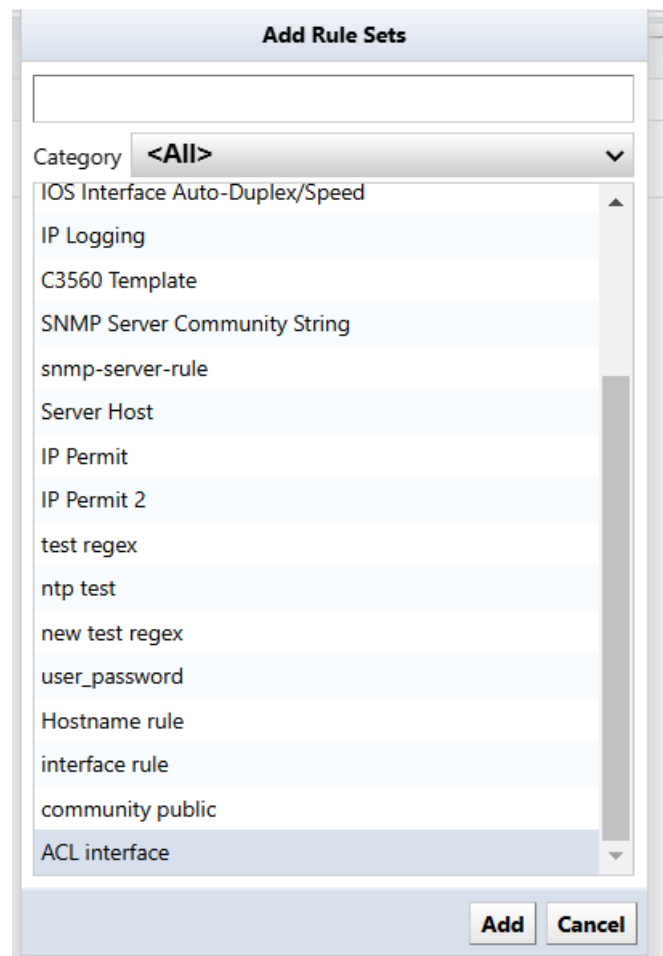 Add Rule Sets
Category <All>
IOS Interface Auto-Duplex/Speed
IP Logging
C3560 Template
SNMP Server Community String
snmp-server-rule
Server Host
IP Permit
IP Permit 2
test regex
ntp test
new test regex
user_password
Hostname rule
interface rule
community public
ACL interface
Add Cancel